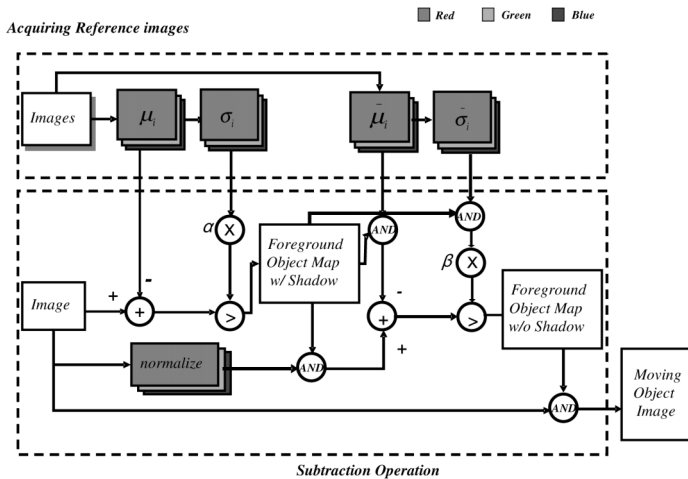 Red Green Blue
Acquiring Reference images
Images
μi
σi
μ̄i
σ̄i
α
X
AND
AND
β
X
Foreground
Object Map
w/ Shadow
-
-
Foreground
Object Map
w/o Shadow
Image
+
+
>
+
>
+
normalize
AND
Moving
Object
Image
AND
Subtraction Operation